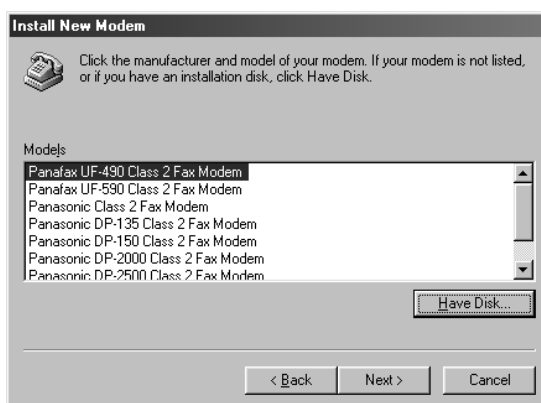 Install New Modem
Click the manufacturer and model of your modem. If your modem is not listed,
or if you have an installation disk, click Have Disk.
Models
Panafax UF-490 Class 2 Fax Modem
Panafax UF-590 Class 2 Fax Modem
Panasonic Class 2 Fax Modem
Panasonic DP-135 Class 2 Fax Modem
Panasonic DP-150 Class 2 Fax Modem
Panasonic DP-2000 Class 2 Fax Modem
Panasonic DP-2500 Class 2 Fax Modem
Have Disk...
< Back Next > Cancel